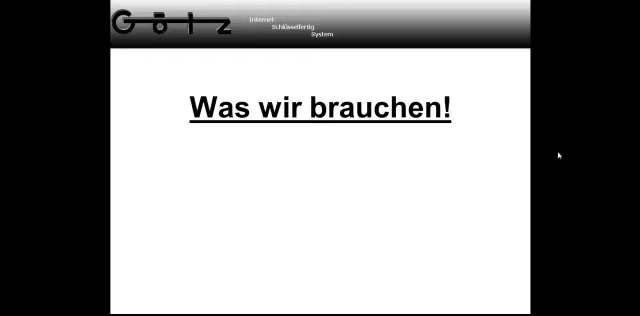 Götz
Internet
Schlüsselfertig
System
Was wir brauchen!